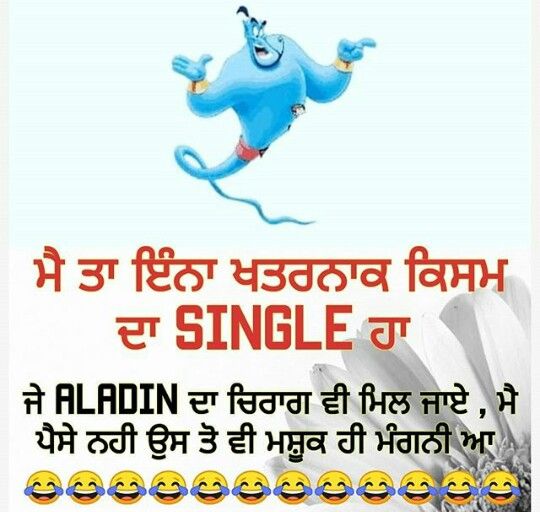 ਮੈ ਤਾ ਇੰਨਾ ਖਤਰਨਾਕ ਕਿਸਮ
ਦਾ SINGLE ਹਾ
ਜੇ ALADIN ਦਾ ਚਿਰਾਗ ਵੀ ਮਿਲ ਜਾਏ , ਮੈ
ਪੈਸੇ ਨਹੀ ਉਸ ਤੋ ਵੀ ਮਸ਼ੂਕ ਹੀ ਮੰਗਨੀ ਆ
😂😂😂😂😂😂😂😂😂😂😂😂